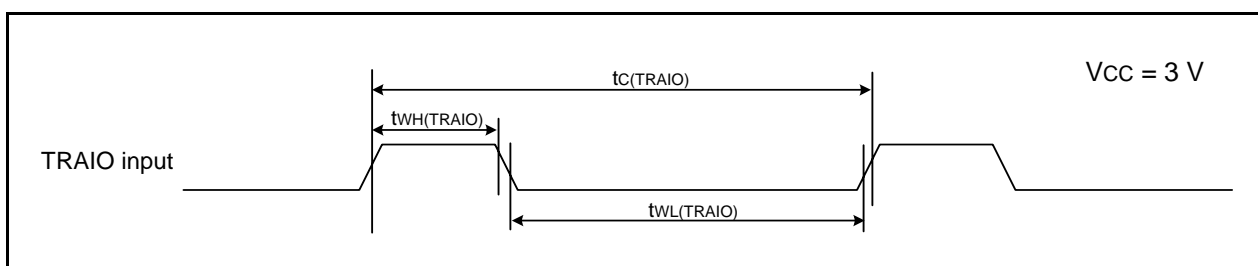 tC(TRAIO)
VCC = 3 V
tWH(TRAIO)
TRAIO input
tWL(TRAIO)